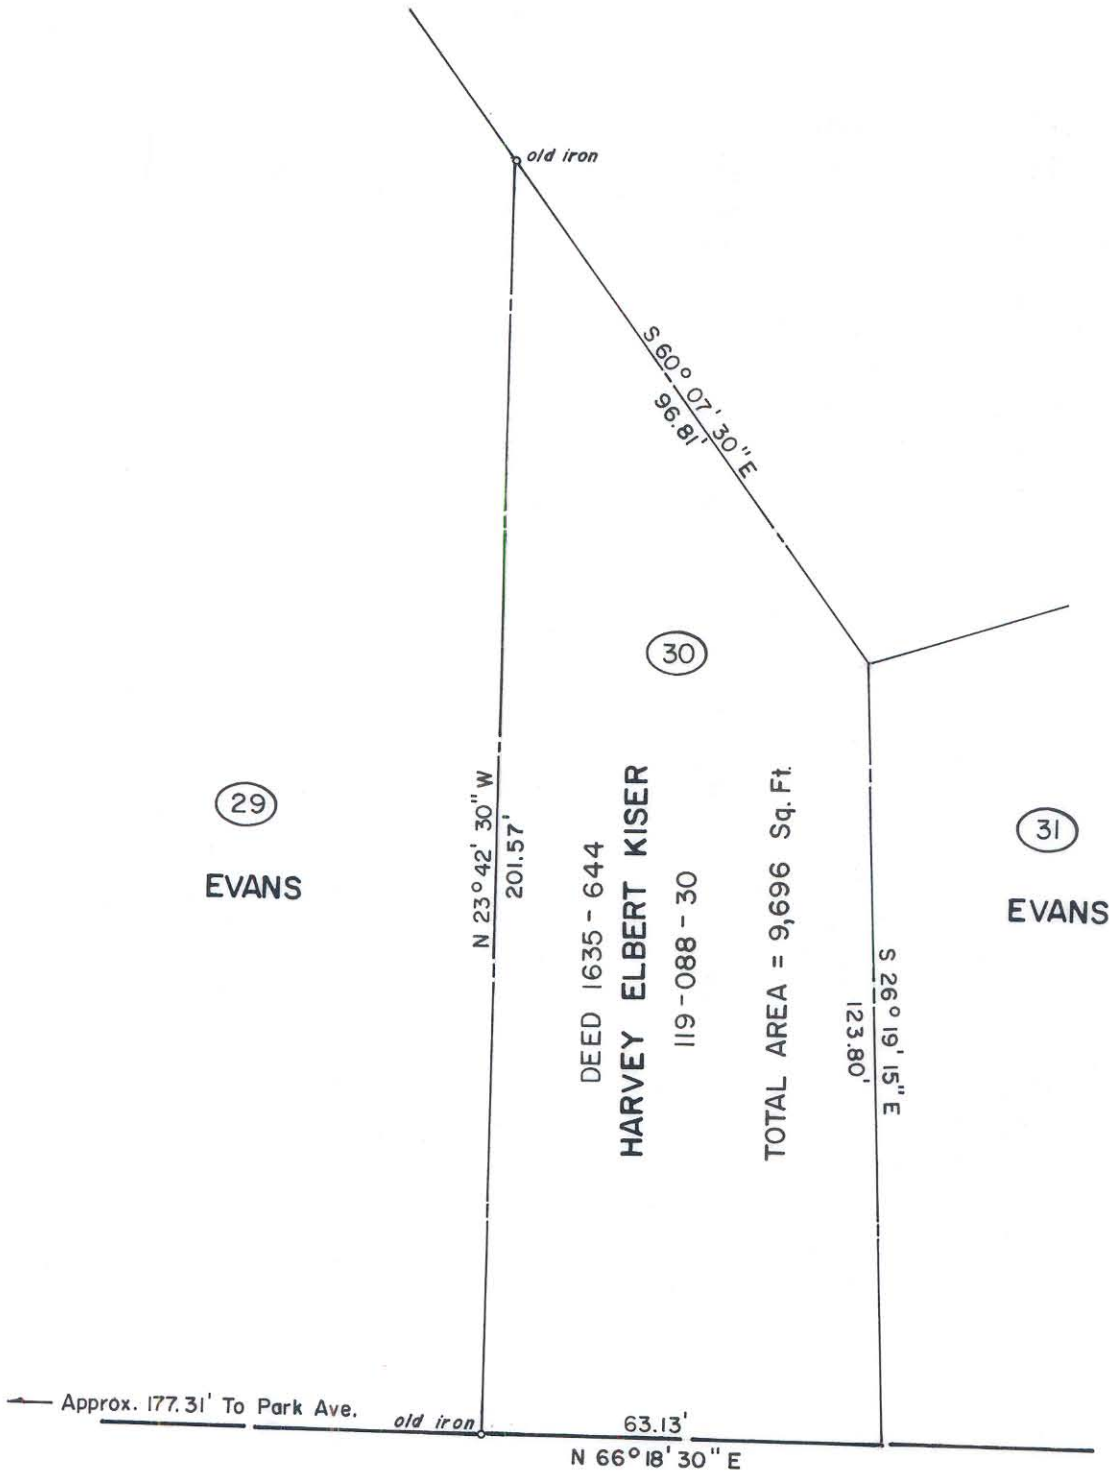 old iron
S 60° 07' 30" E
96.81'
30
29
EVANS
N 23° 42' 30" W
201.57'
DEED 1635 - 644
HARVEY ELBERT KISER
119 - 088 - 30
TOTAL AREA = 9,696 Sq. Ft.
31
EVANS
S 26° 19' 15" E
123.80'
Approx. 177.31' To Park Ave.
old iron
63.13'
N 66° 18' 30" E